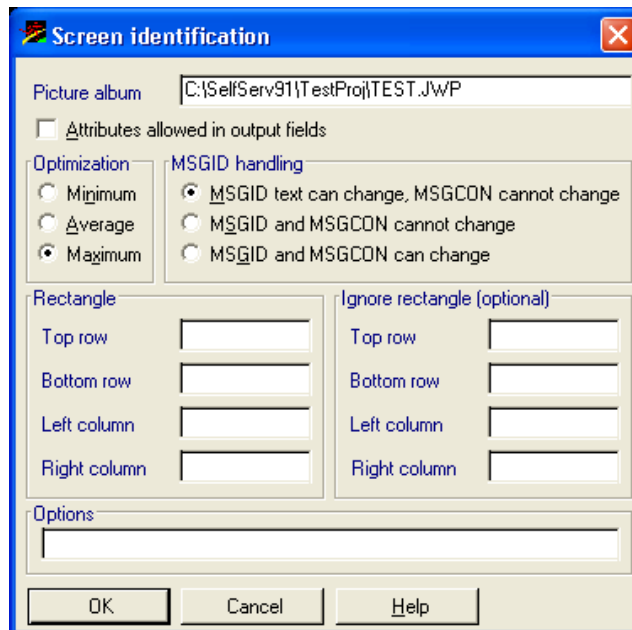 Screen identification
Picture album C:\SelfServ91\TestProj\TEST.JWP
Attributes allowed in output fields
Optimization
Minimum
Average
Maximum
MSGID handling
MSGID text can change, MSGCON cannot change
MSGID and MSGCON cannot change
MSGID and MSGCON can change
Rectangle
Top row
Bottom row
Left column
Right column
Ignore rectangle (optional)
Top row
Bottom row
Left column
Right column
Options
OK Cancel Help